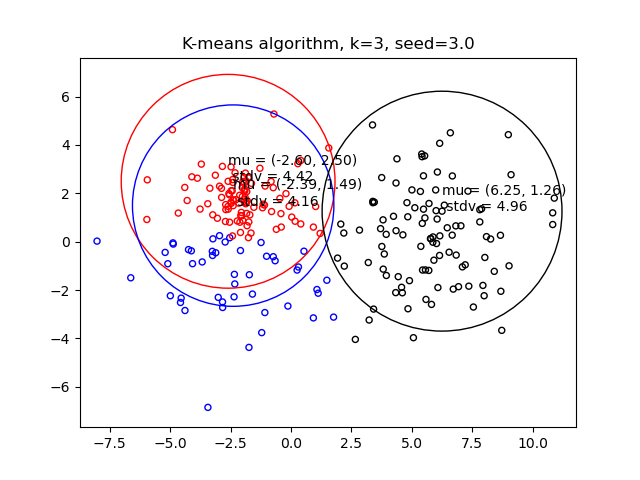 K-means algorithm, k=3, seed=3.0
6
4
2
0
−2
−4
−6
mu = (-2.60, 2.50)
stdv = 4.42
mu = (-2.39, 1.49)
stdv = 4.16
mu = (6.25, 1.26)
stdv = 4.96
−7.5 −5.0 −2.5 0.0 2.5 5.0 7.5 10.0